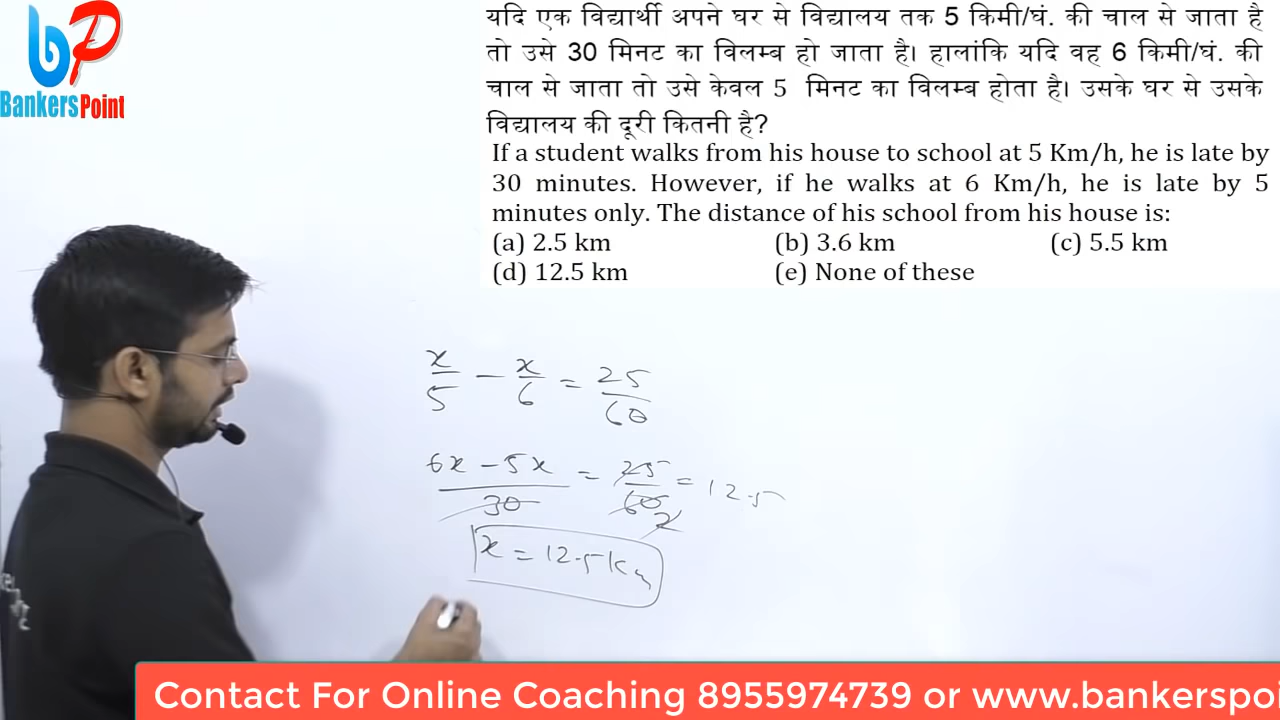 bp
BankersPoint
यदि एक विद्यार्थी अपने घर से विद्यालय तक 5 किमी/घं. की चाल से जाता है
तो उसे 30 मिनट का विलम्ब हो जाता है। हालांकि यदि वह 6 किमी/घं. की
चाल से जाता तो उसे केवल 5 मिनट का विलम्ब होता है। उसके घर से उसके
विद्यालय की दूरी कितनी है?
If a student walks from his house to school at 5 Km/h, he is late by
30 minutes. However, if he walks at 6 Km/h, he is late by 5
minutes only. The distance of his school from his house is:
(a) 2.5 km (b) 3.6 km (c) 5.5 km
(d) 12.5 km (e) None of these
x/5 - x/6 = 25/60
6x - 5x/30 = 25/60 = 12.5
2
x = 12.5 km
Contact For Online Coaching 8955974739 or www.bankerspoi